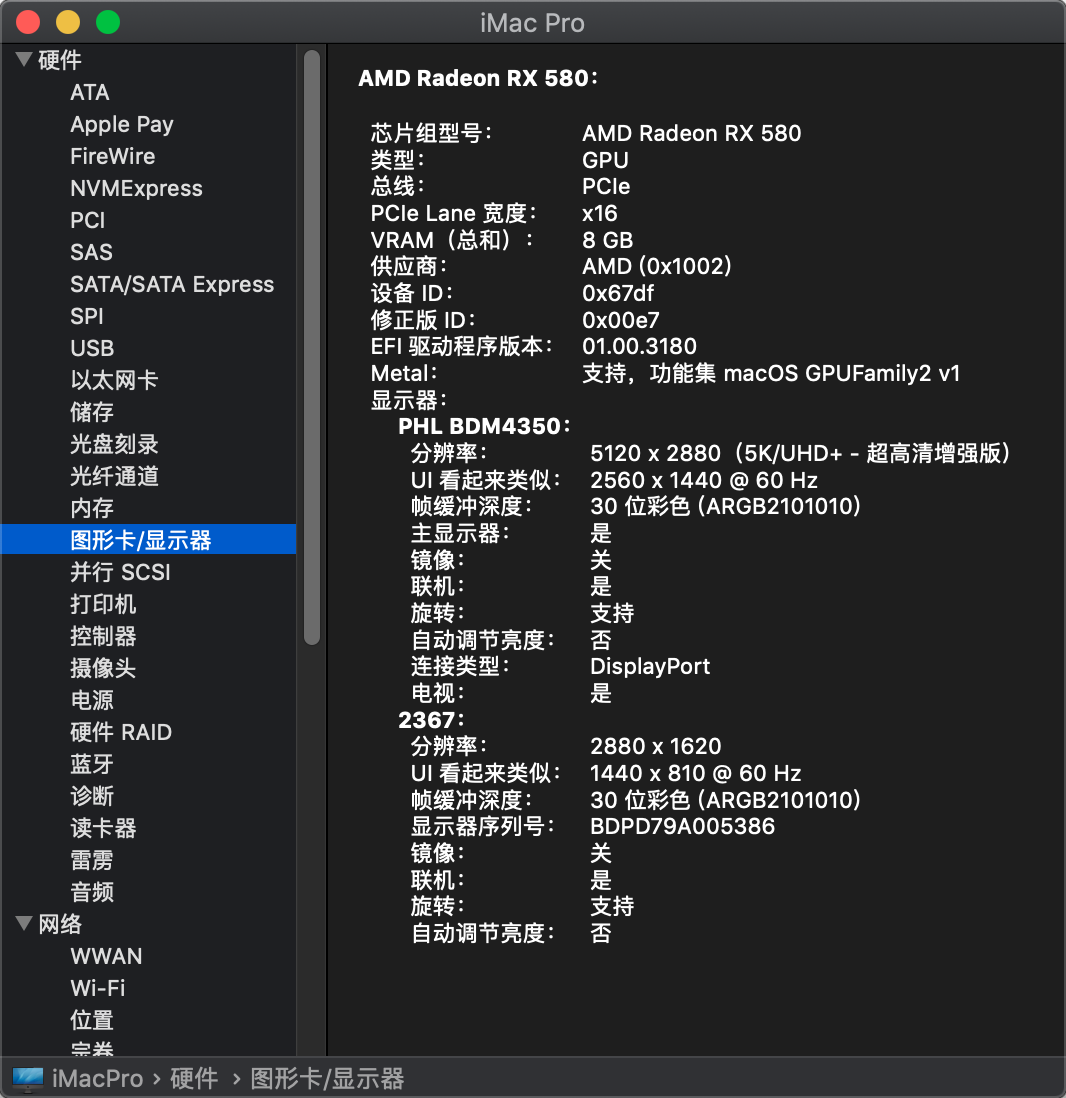 iMac Pro
硬件
ATA
Apple Pay
FireWire
NVMExpress
PCI
SAS
SATA/SATA Express
SPI
USB
以太网卡
储存
光盘刻录
光纤通道
内存
图形卡/显示器
并行 SCSI
打印机
控制器
摄像头
电源
硬件 RAID
蓝牙
诊断
读卡器
雷雳
音频
网络
WWAN
Wi-Fi
位置
宗卷
AMD Radeon RX 580:
芯片组型号: AMD Radeon RX 580
类型: GPU
总线: PCIe
PCIe Lane 宽度: x16
VRAM（总和）: 8 GB
供应商: AMD (0x1002)
设备 ID: 0x67df
修正版 ID: 0x00e7
EFI 驱动程序版本: 01.00.3180
Metal: 支持，功能集 macOS GPUFamily2 v1
显示器:
PHL BDM4350:
分辨率: 5120 x 2880（5K/UHD+ - 超高清增强版）
UI 看起来类似: 2560 x 1440 @ 60 Hz
帧缓冲深度: 30 位彩色 (ARGB2101010)
主显示器: 是
镜像: 关
联机: 是
旋转: 支持
自动调节亮度: 否
连接类型: DisplayPort
电视: 是
2367:
分辨率: 2880 x 1620
UI 看起来类似: 1440 x 810 @ 60 Hz
帧缓冲深度: 30 位彩色 (ARGB2101010)
显示器序列号: BDPD79A005386
镜像: 关
联机: 是
旋转: 支持
自动调节亮度: 否
iMacPro › 硬件 › 图形卡/显示器